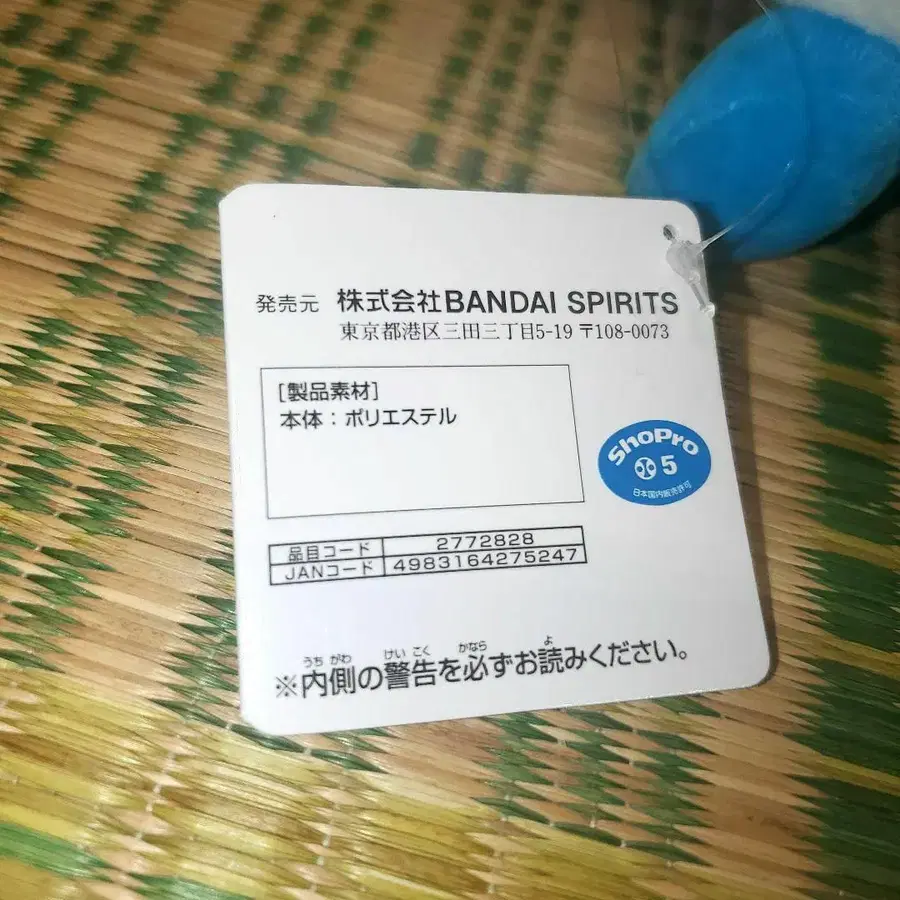 発売元 株式会社BANDAI SPIRITS
東京都港区三田三丁目5-19 〒108-0073
[製品素材]
本体：ポリエステル
ShoPro
5
日本国内販売許可
品目コード 2772828
JANコード 4983164275247
うちがわ けいこく かなら よ
※内側の警告を必ずお読みください。